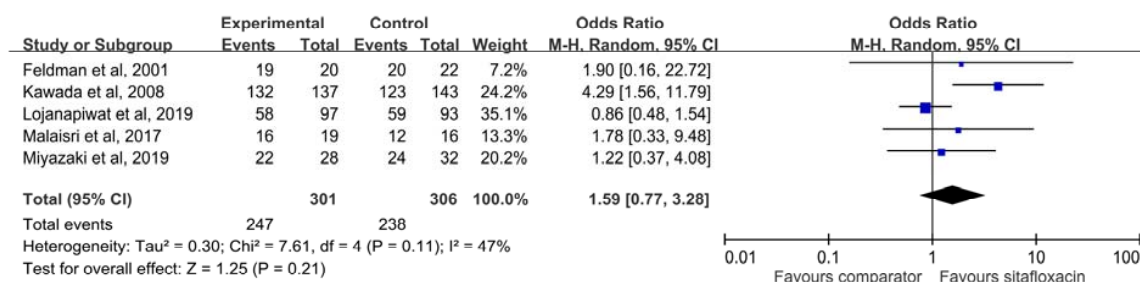 Experimental Control Odds Ratio Odds Ratio
Study or Subgroup Events Total Events Total Weight M-H, Random, 95% CI M-H, Random, 95% CI
Feldman et al, 2001 19 20 20 22 7.2% 1.90 [0.16, 22.72]
Kawada et al, 2008 132 137 123 143 24.2% 4.29 [1.56, 11.79]
Lojanapiwat et al, 2019 58 97 59 93 35.1% 0.86 [0.48, 1.54]
Malaisri et al, 2017 16 19 12 16 13.3% 1.78 [0.33, 9.48]
Miyazaki et al, 2019 22 28 24 32 20.2% 1.22 [0.37, 4.08]
Total (95% CI) 301 306 100.0% 1.59 [0.77, 3.28]
Total events 247 238
Heterogeneity: Tau² = 0.30; Chi² = 7.61, df = 4 (P = 0.11); I² = 47%
Test for overall effect: Z = 1.25 (P = 0.21)
0.01 0.1 1 10 100
Favours comparator Favours sitafloxacin